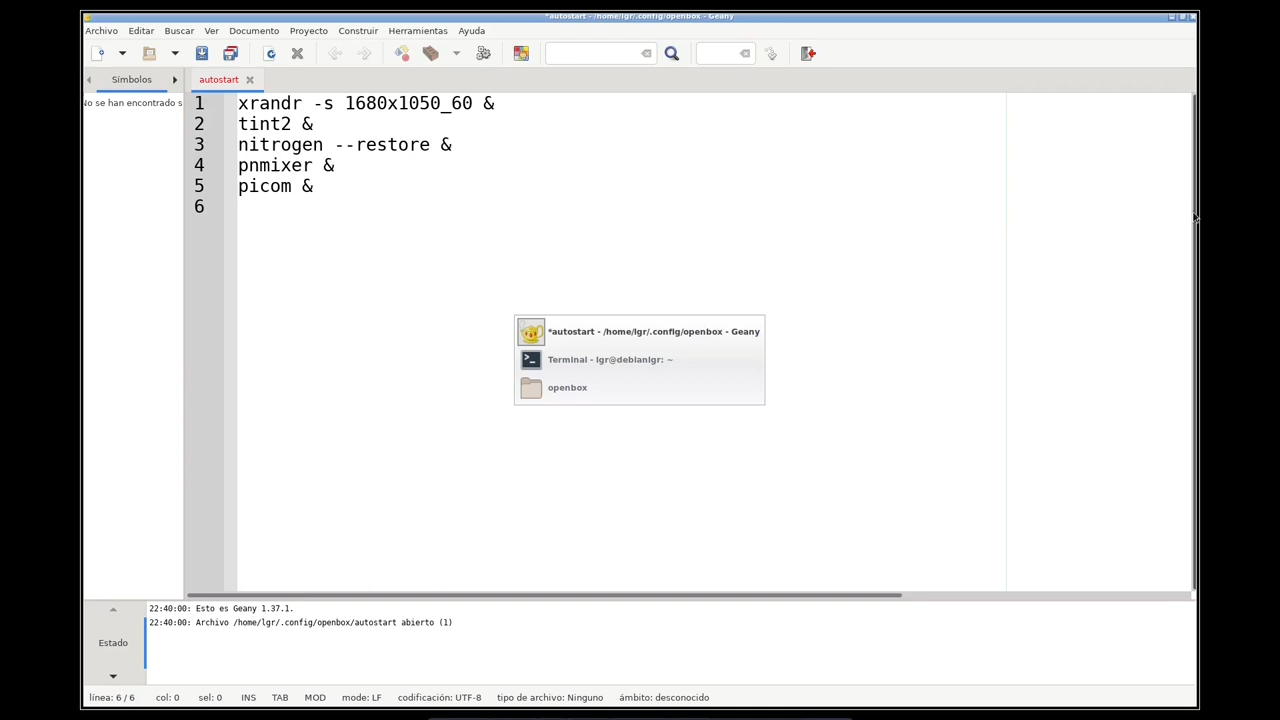 *autostart - /home/lgr/.config/openbox - Geany
Archivo Editar Buscar Ver Documento Proyecto Construir Herramientas Ayuda
Símbolos
autostart
No se han encontrado s
1 xrandr -s 1680x1050_60 &
2 tint2 &
3 nitrogen --restore &
4 pnmixer &
5 picom &
6
*autostart - /home/lgr/.config/openbox - Geany
Terminal - lgr@debianlgr: ~
openbox
22:40:00: Esto es Geany 1.37.1.
22:40:00: Archivo /home/lgr/.config/openbox/autostart abierto (1)
Estado
línea: 6 / 6 col: 0 sel: 0 INS TAB MOD mode: LF codificación: UTF-8 tipo de archivo: Ninguno ámbito: desconocido